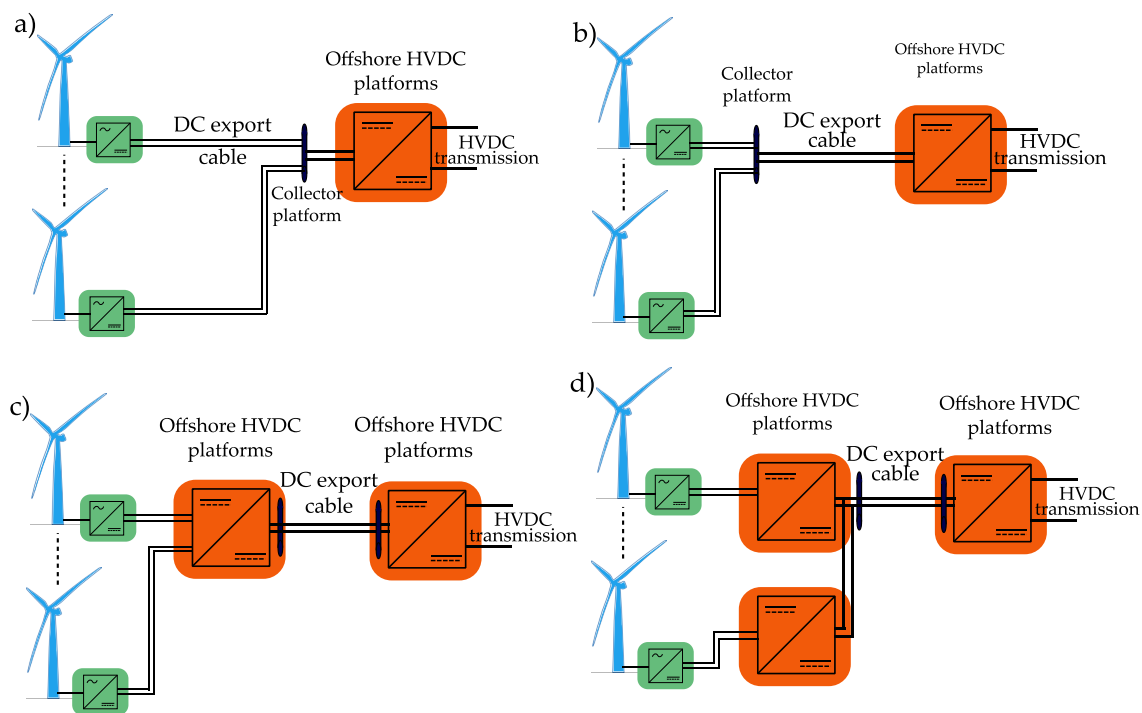 a)
Offshore HVDC
platforms
DC export
cable
HVDC
transmission
Collector
platform
b)
Offshore HVDC
platforms
Collector
platform
DC export
cable
HVDC
transmission
c)
Offshore HVDC
platforms
Offshore HVDC
platforms
DC export
cable
HVDC
transmission
d)
Offshore HVDC
platforms
Offshore HVDC
platforms
DC export
cable
HVDC
transmission